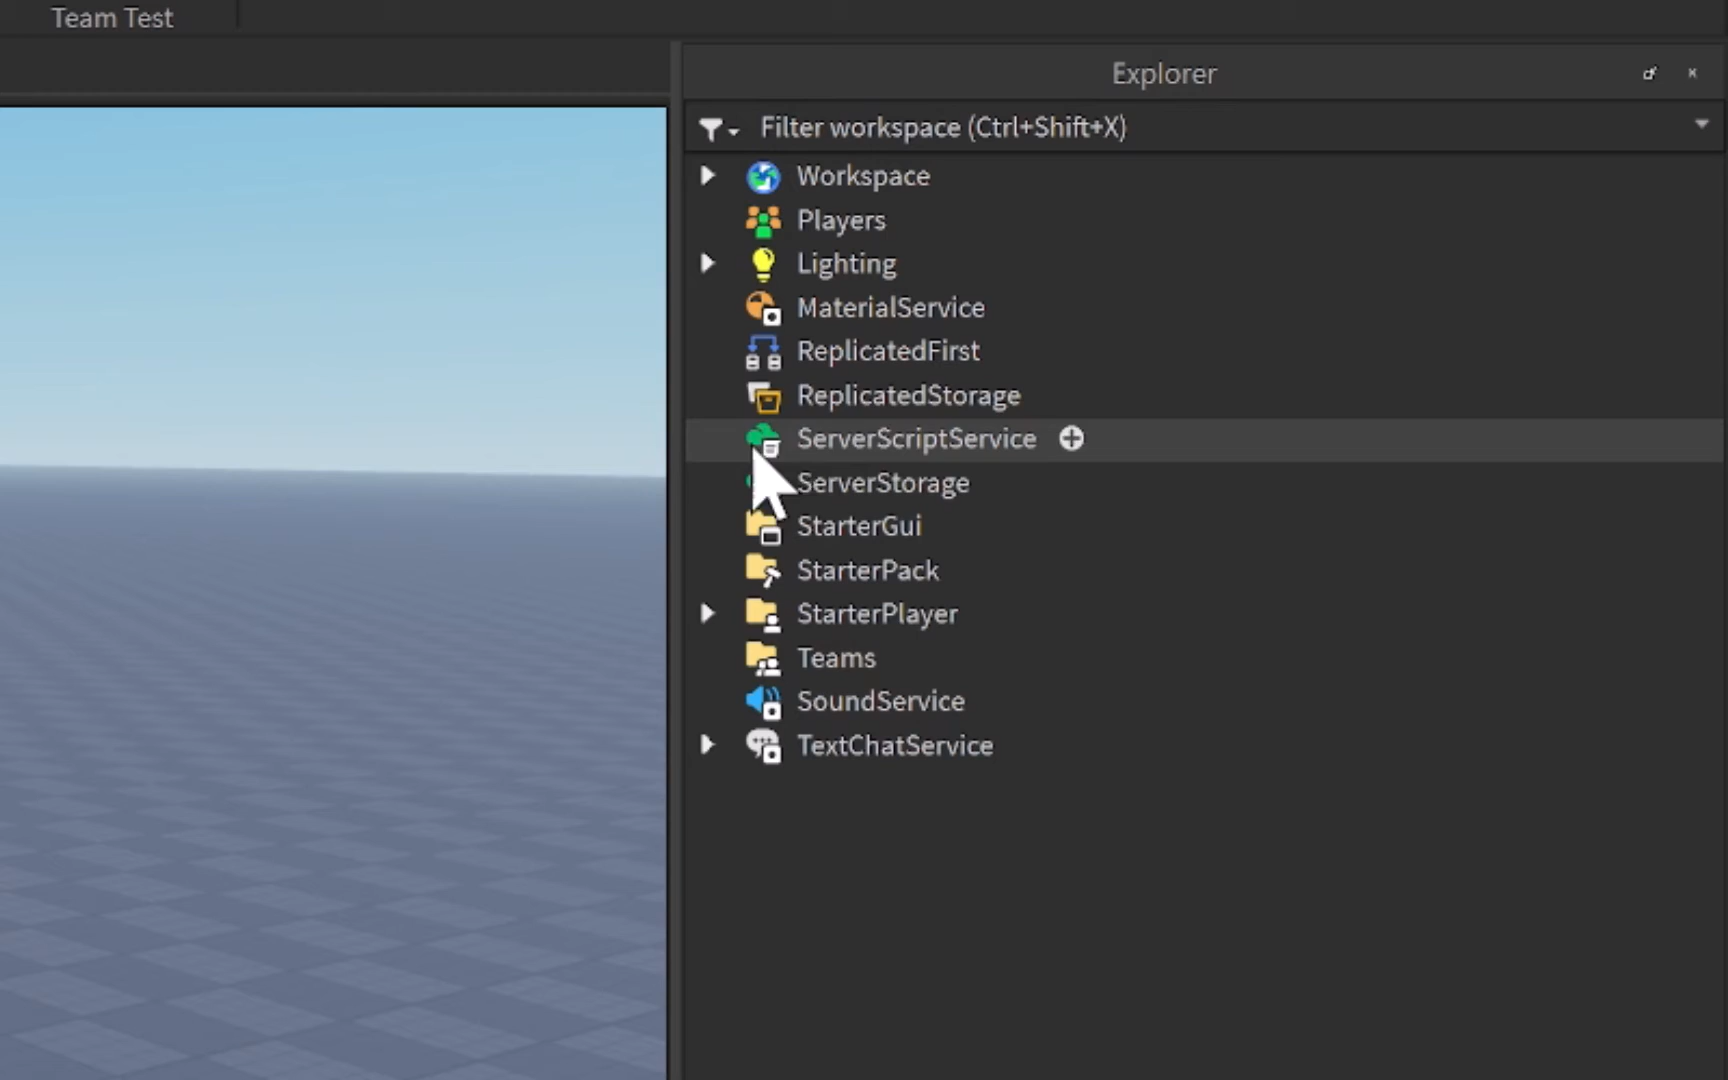 Team Test
Explorer
Filter workspace (Ctrl+Shift+X)
Workspace
Players
Lighting
MaterialService
ReplicatedFirst
ReplicatedStorage
ServerScriptService
ServerStorage
StarterGui
StarterPack
StarterPlayer
Teams
SoundService
TextChatService